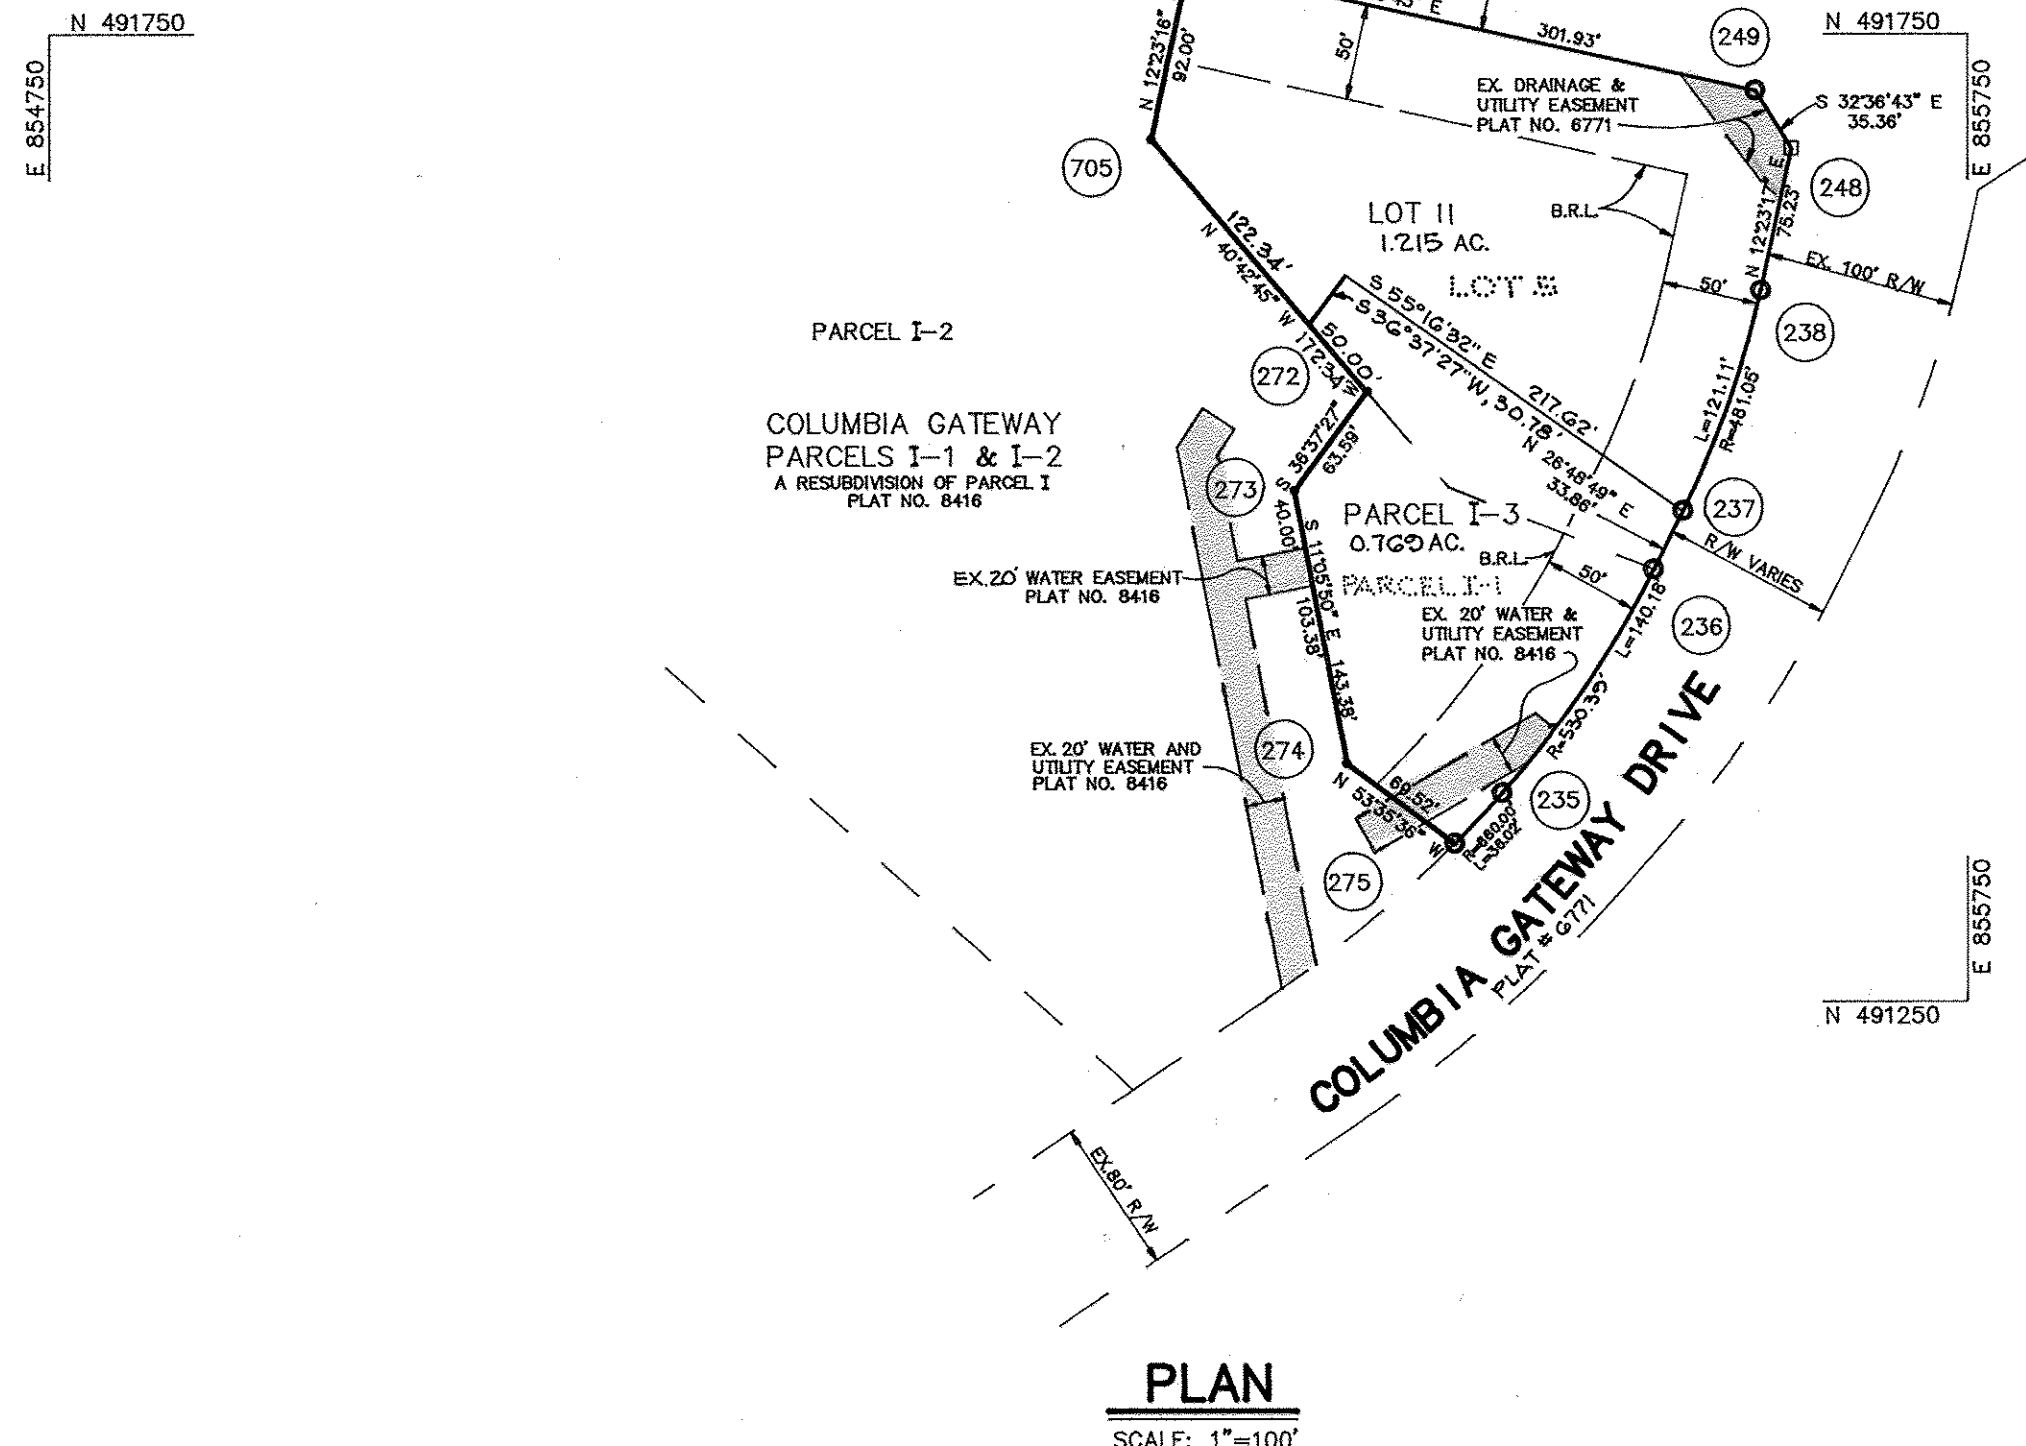 N 491750
E 854750
N 491750
E 855750
N 12°23'16"
92.00'
50'
301.93'
249
EX. DRAINAGE &
UTILITY EASEMENT
PLAT NO. 6771
S 32°36'43" E
35.36'
705
248
LOT 11
1.215 AC.
LOT 5
B.R.L.
N 12°23'17" E
75.23'
EX. 100' R/W
50'
238
122.34'
N 40°42'45" W 172.34'
50.00'
S 55°16'32" E 217.62'
S 36°37'27" W, 30.78'
L=121.11'
R=481.05'
PARCEL I-2
272
COLUMBIA GATEWAY
PARCELS I-1 & I-2
A RESUBDIVISION OF PARCEL I
PLAT NO. 8416
S 36°37'27" W
63.59'
273
N 26°48'49" E
33.86'
237
R/W VARIES
PARCEL I-3
0.769 AC.
PARCEL I-1
B.R.L.
50'
40.00'
S 11°05'50" E 143.38'
103.38'
EX. 20' WATER EASEMENT
PLAT NO. 8416
EX. 20' WATER &
UTILITY EASEMENT
PLAT NO. 8416
L=140.18'
R=530.39'
236
EX. 20' WATER AND
UTILITY EASEMENT
PLAT NO. 8416
274
69.52'
N 53°35'36" W
235
L=38.02'
275
COLUMBIA GATEWAY DRIVE
PLAT # 6771
E 855750
N 491250
EX. 80' R/W
PLAN
SCALE: 1"=100'